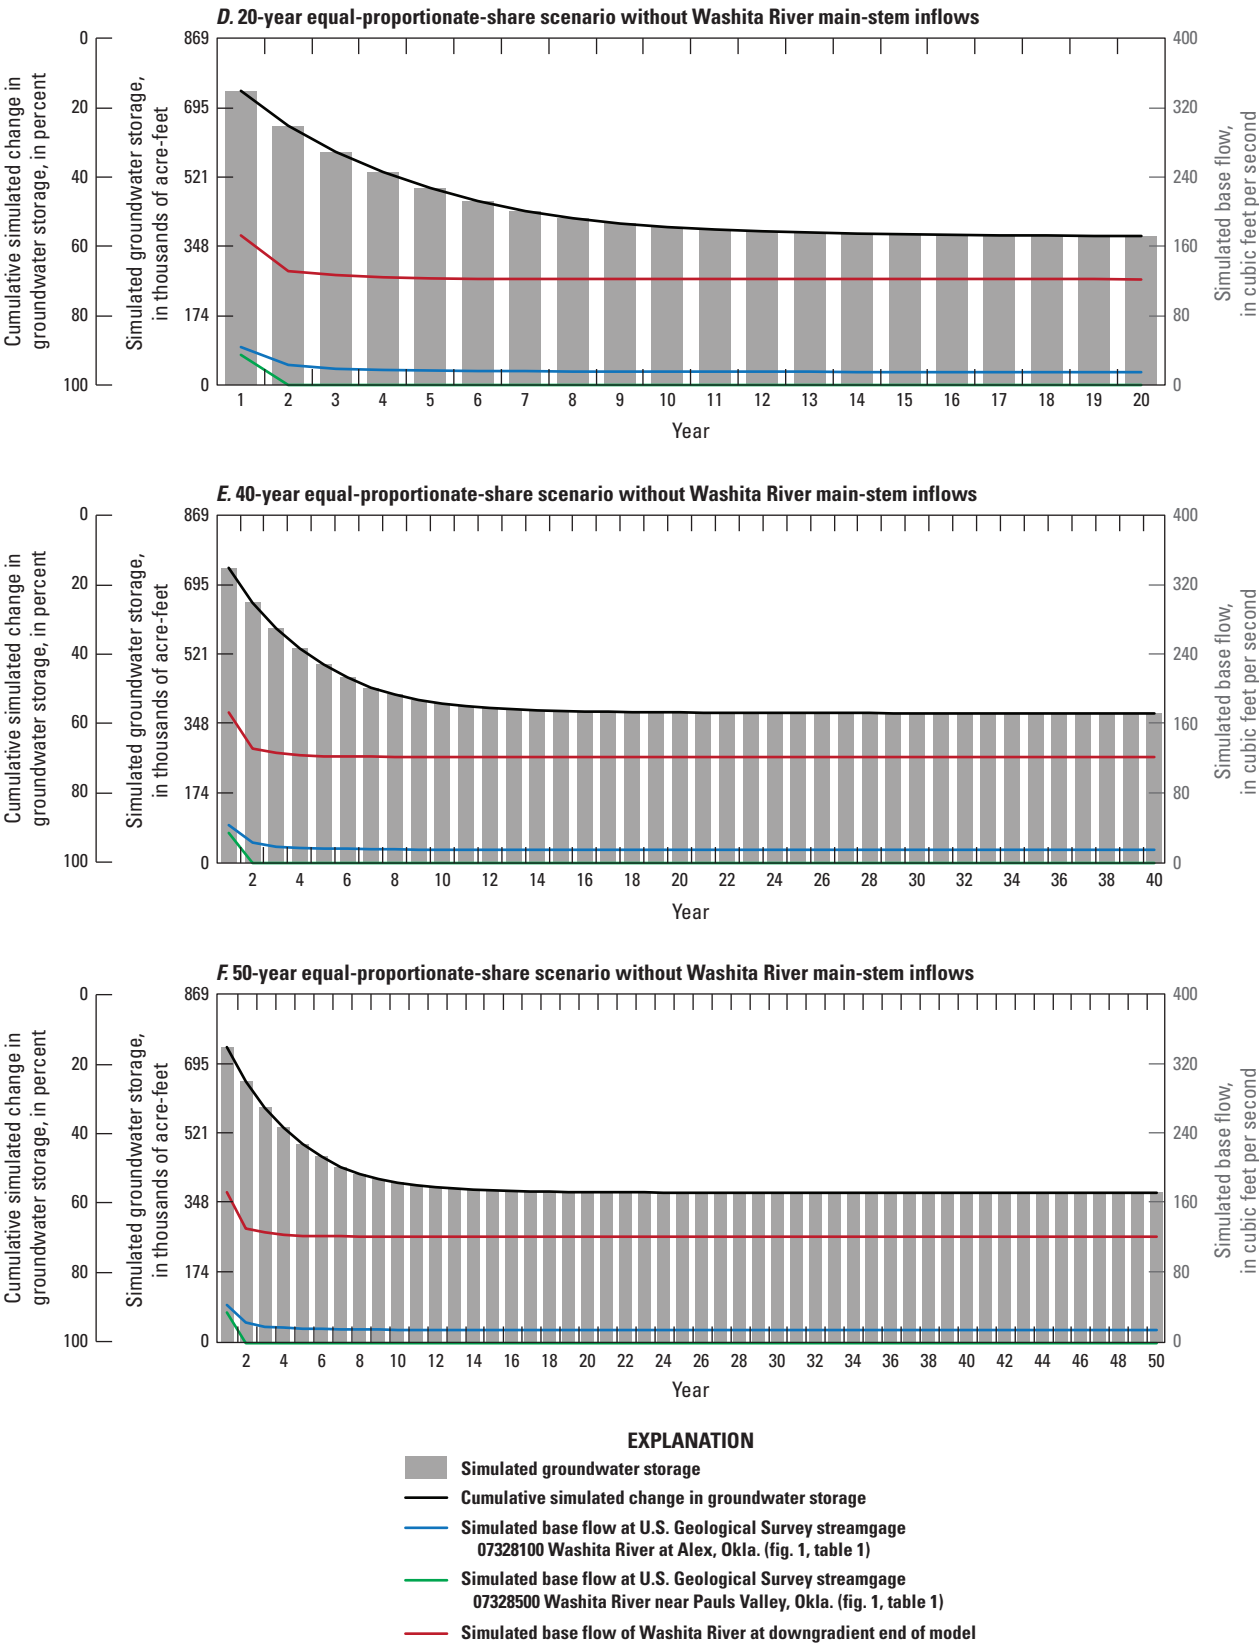 D. 20-year equal-proportionate-share scenario without Washita River main-stem inflows
Cumulative simulated change in
groundwater storage, in percent
0
20
40
60
80
100
Simulated groundwater storage,
in thousands of acre-feet
869
695
521
348
174
0
400
320
240
160
80
0
Simulated base flow,
in cubic feet per second
1 2 3 4 5 6 7 8 9 10 11 12 13 14 15 16 17 18 19 20
Year
E. 40-year equal-proportionate-share scenario without Washita River main-stem inflows
Cumulative simulated change in
groundwater storage, in percent
0
20
40
60
80
100
Simulated groundwater storage,
in thousands of acre-feet
869
695
521
348
174
0
400
320
240
160
80
0
Simulated base flow,
in cubic feet per second
2 4 6 8 10 12 14 16 18 20 22 24 26 28 30 32 34 36 38 40
Year
F. 50-year equal-proportionate-share scenario without Washita River main-stem inflows
Cumulative simulated change in
groundwater storage, in percent
0
20
40
60
80
100
Simulated groundwater storage,
in thousands of acre-feet
869
695
521
348
174
0
400
320
240
160
80
0
Simulated base flow,
in cubic feet per second
2 4 6 8 10 12 14 16 18 20 22 24 26 28 30 32 34 36 38 40 42 44 46 48 50
Year
EXPLANATION
Simulated groundwater storage
Cumulative simulated change in groundwater storage
Simulated base flow at U.S. Geological Survey streamgage
07328100 Washita River at Alex, Okla. (fig. 1, table 1)
Simulated base flow at U.S. Geological Survey streamgage
07328500 Washita River near Pauls Valley, Okla. (fig. 1, table 1)
Simulated base flow of Washita River at downgradient end of model